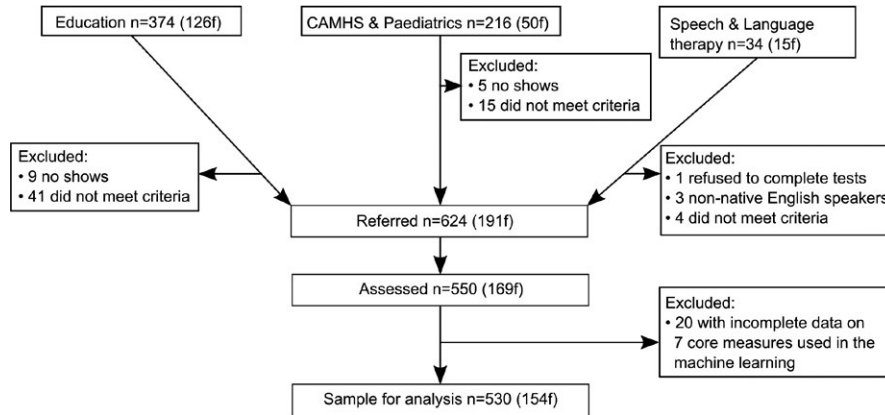 Education n=374 (126f)
CAMHS & Paediatrics n=216 (50f)
Speech & Language
therapy n=34 (15f)
Excluded:
• 5 no shows
• 15 did not meet criteria
Excluded:
• 9 no shows
• 41 did not meet criteria
Excluded:
• 1 refused to complete tests
• 3 non-native English speakers
• 4 did not meet criteria
Referred n=624 (191f)
Assessed n=550 (169f)
Excluded:
• 20 with incomplete data on
7 core measures used in the
machine learning
Sample for analysis n=530 (154f)